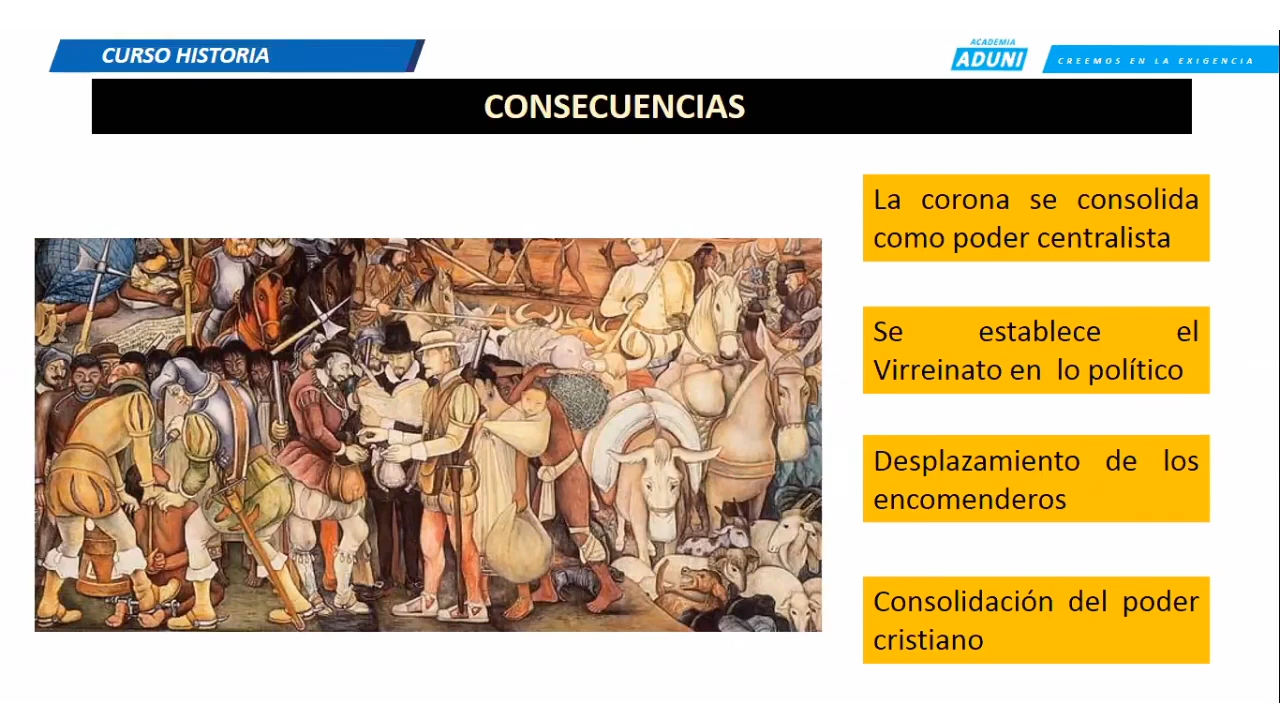 CURSO HISTORIA
ACADEMIA
ADUNI
CREEMOS EN LA EXIGENCIA
CONSECUENCIAS
La corona se consolida
como poder centralista
Se establece el
Virreinato en lo político
Desplazamiento de los
encomenderos
Consolidación del poder
cristiano